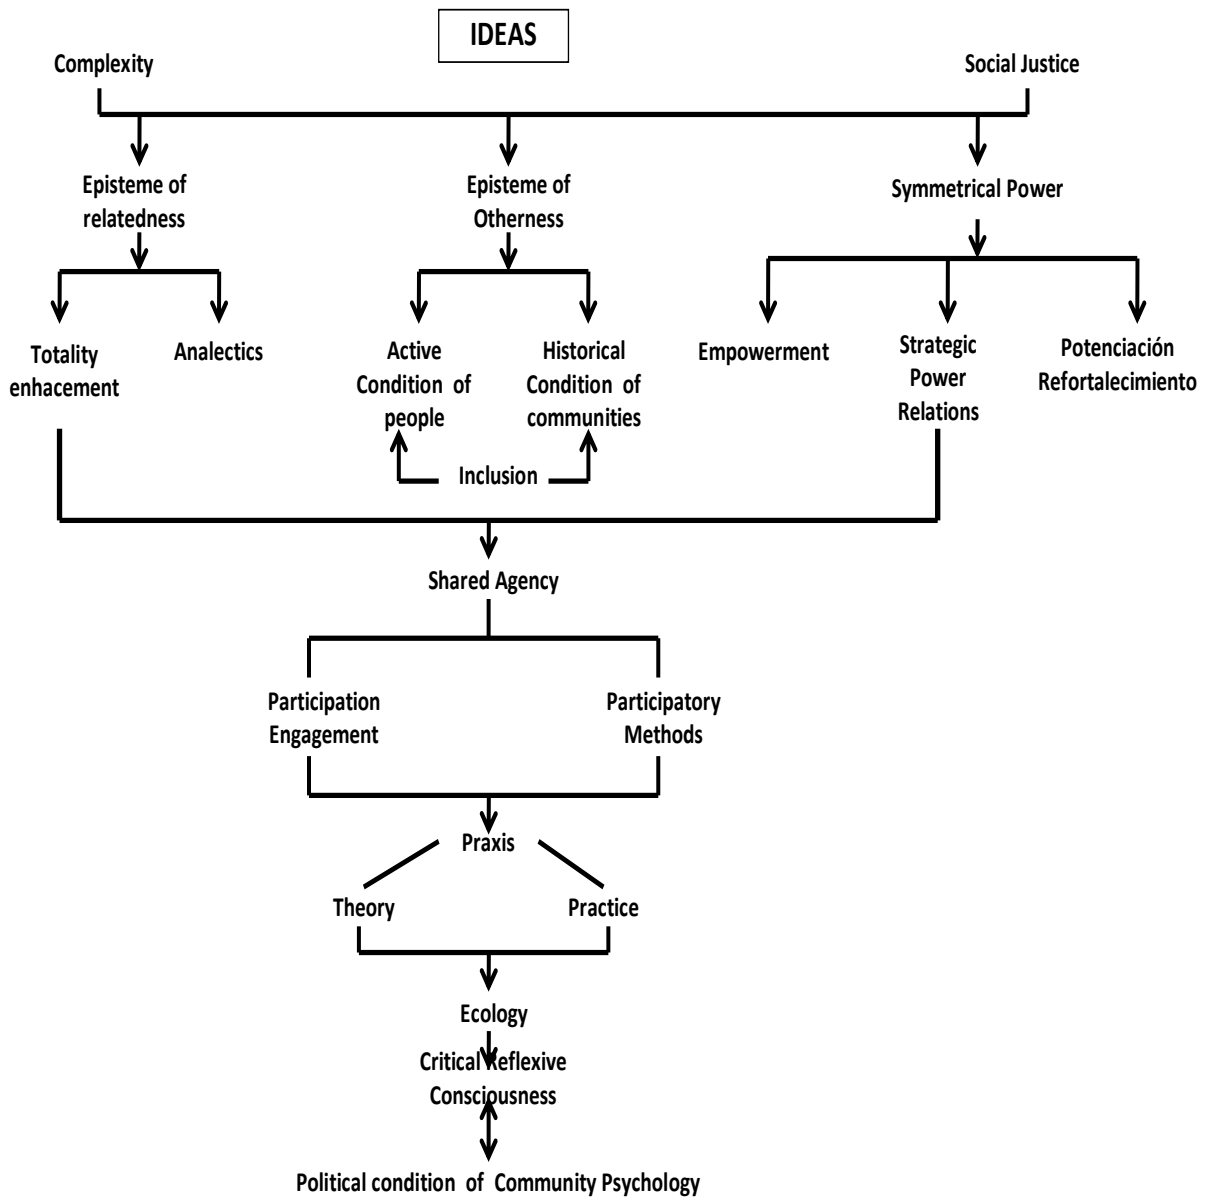 IDEAS
Complexity
Social Justice
Episteme of
relatedness
Episteme of
Otherness
Symmetrical Power
Totality
enhacement
Analectics
Active
Condition of
people
Historical
Condition of
communities
Empowerment
Strategic
Power
Relations
Potenciación
Refortalecimiento
Inclusion
Shared Agency
Participation
Engagement
Participatory
Methods
Praxis
Theory
Practice
Ecology
Critical Reflexive
Consciousness
Political condition of Community Psychology